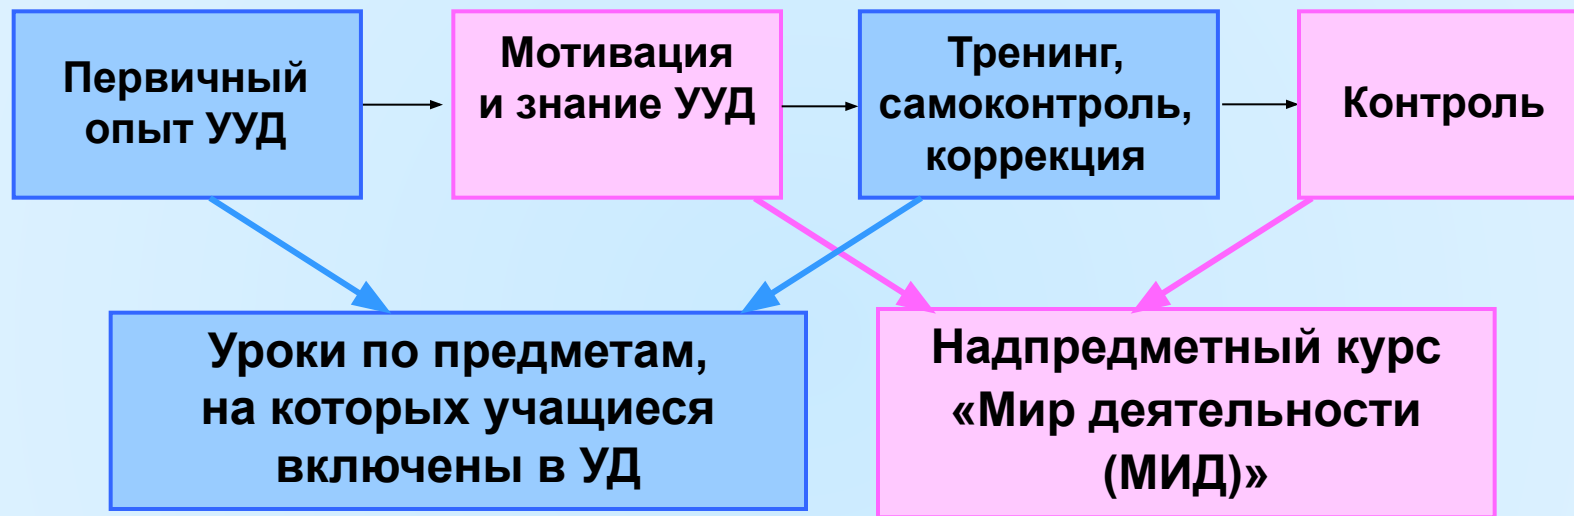 Первичный
опыт УУД
Мотивация
и знание УУД
Тренинг,
самоконтроль,
коррекция
Контроль
Уроки по предметам,
на которых учащиеся
включены в УД
Надпредметный курс
«Мир деятельности
(МИД)»